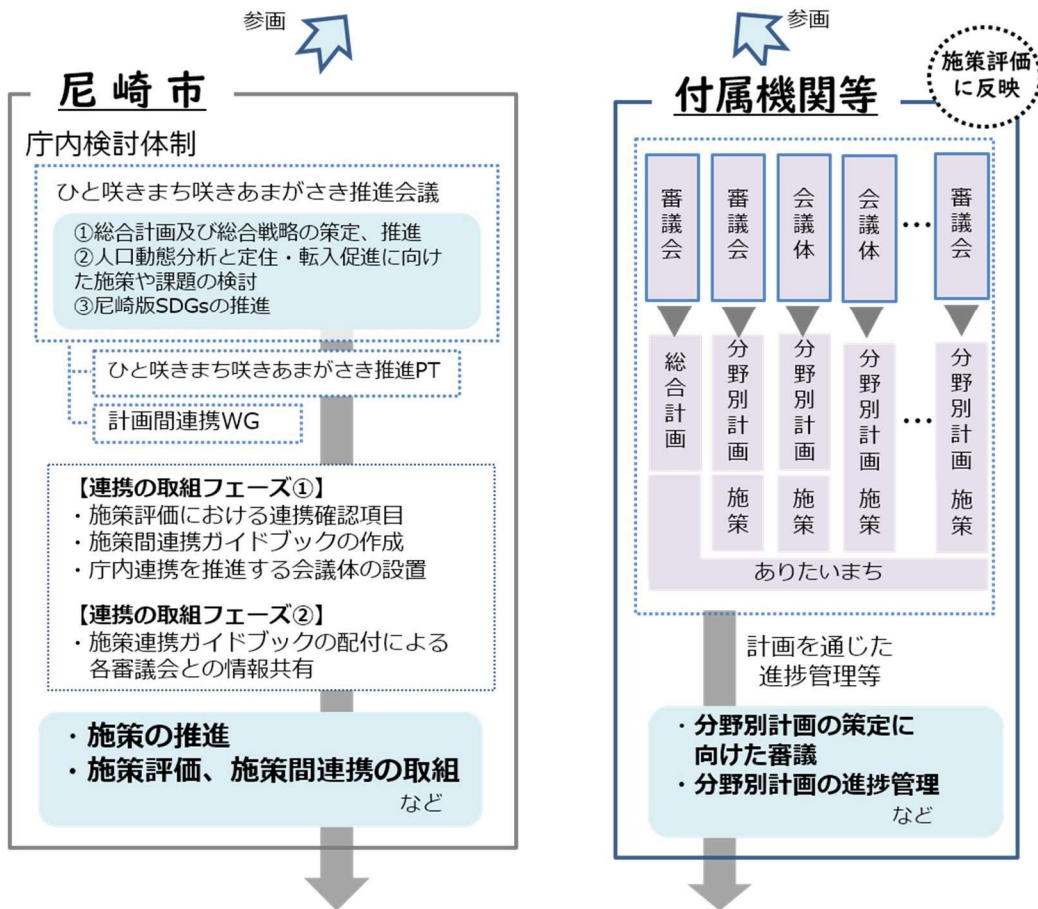 参画
尼崎市
庁内検討体制
ひと咲きまち咲きあまがさき推進会議
①総合計画及び総合戦略の策定、推進
②人口動態分析と定住・転入促進に向け
た施策や課題の検討
③尼崎版SDGsの推進
ひと咲きまち咲きあまがさき推進PT
計画間連携WG
【連携の取組フェーズ①】
・施策評価における連携確認項目
・施策間連携ガイドブックの作成
・庁内連携を推進する会議体の設置
【連携の取組フェーズ②】
・施策連携ガイドブックの配付による
各審議会との情報共有
・施策の推進
・施策評価、施策間連携の取組
など
参画
施策評価
に反映
付属機関等
審議会
審議会
会議体
会議体
…
審議会
総合計画
分野別計画
分野別計画
分野別計画
…
分野別計画
施策
施策
施策
施策
ありたいまち
計画を通じた
進捗管理等
・分野別計画の策定に
向けた審議
・分野別計画の進捗管理
など